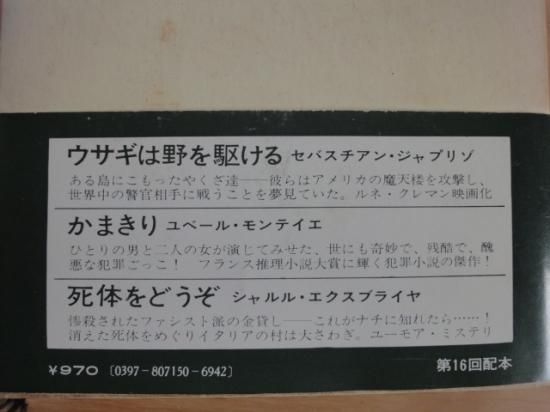 ウサギは野を駆ける セバスチアン・ジャプリゾ
ある島にこもったやくざ達──彼らはアメリカの魔天楼を攻撃し、
世界中の警官相手に戦うことを夢見ていた。ルネ・クレマン映画化
かまきり ユベール・モンテイエ
ひとりの男と二人の女が演じてみせた、世にも奇妙で、残酷で、醜
悪な犯罪ごっこ！ フランス推理小説大賞に輝く犯罪小説の傑作！
死体をどうぞ シャルル・エクスブライヤ
惨殺されたファシスト派の金貸し──これがナチに知れたら……！
消えた死体をめぐりイタリアの村は大さわぎ。ユーモア・ミステリ
¥970 〔0397-807150-6942〕 第16回配本